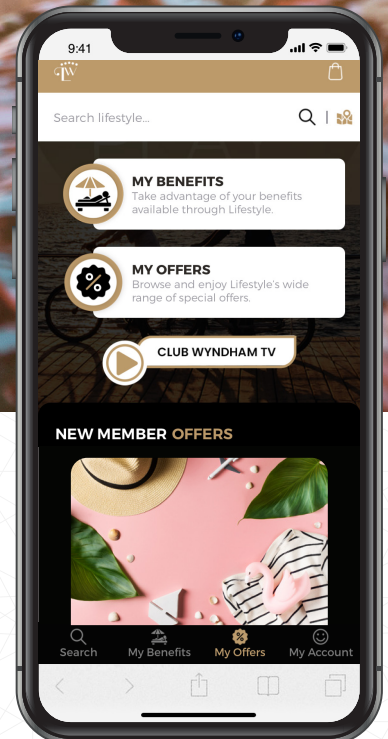 9:41
LW
Search lifestyle...
MY BENEFITS
Take advantage of your benefits
available through Lifestyle.
MY OFFERS
Browse and enjoy Lifestyle's wide
range of special offers.
CLUB WYNDHAM TV
NEW MEMBER OFFERS
Search My Benefits My Offers My Account